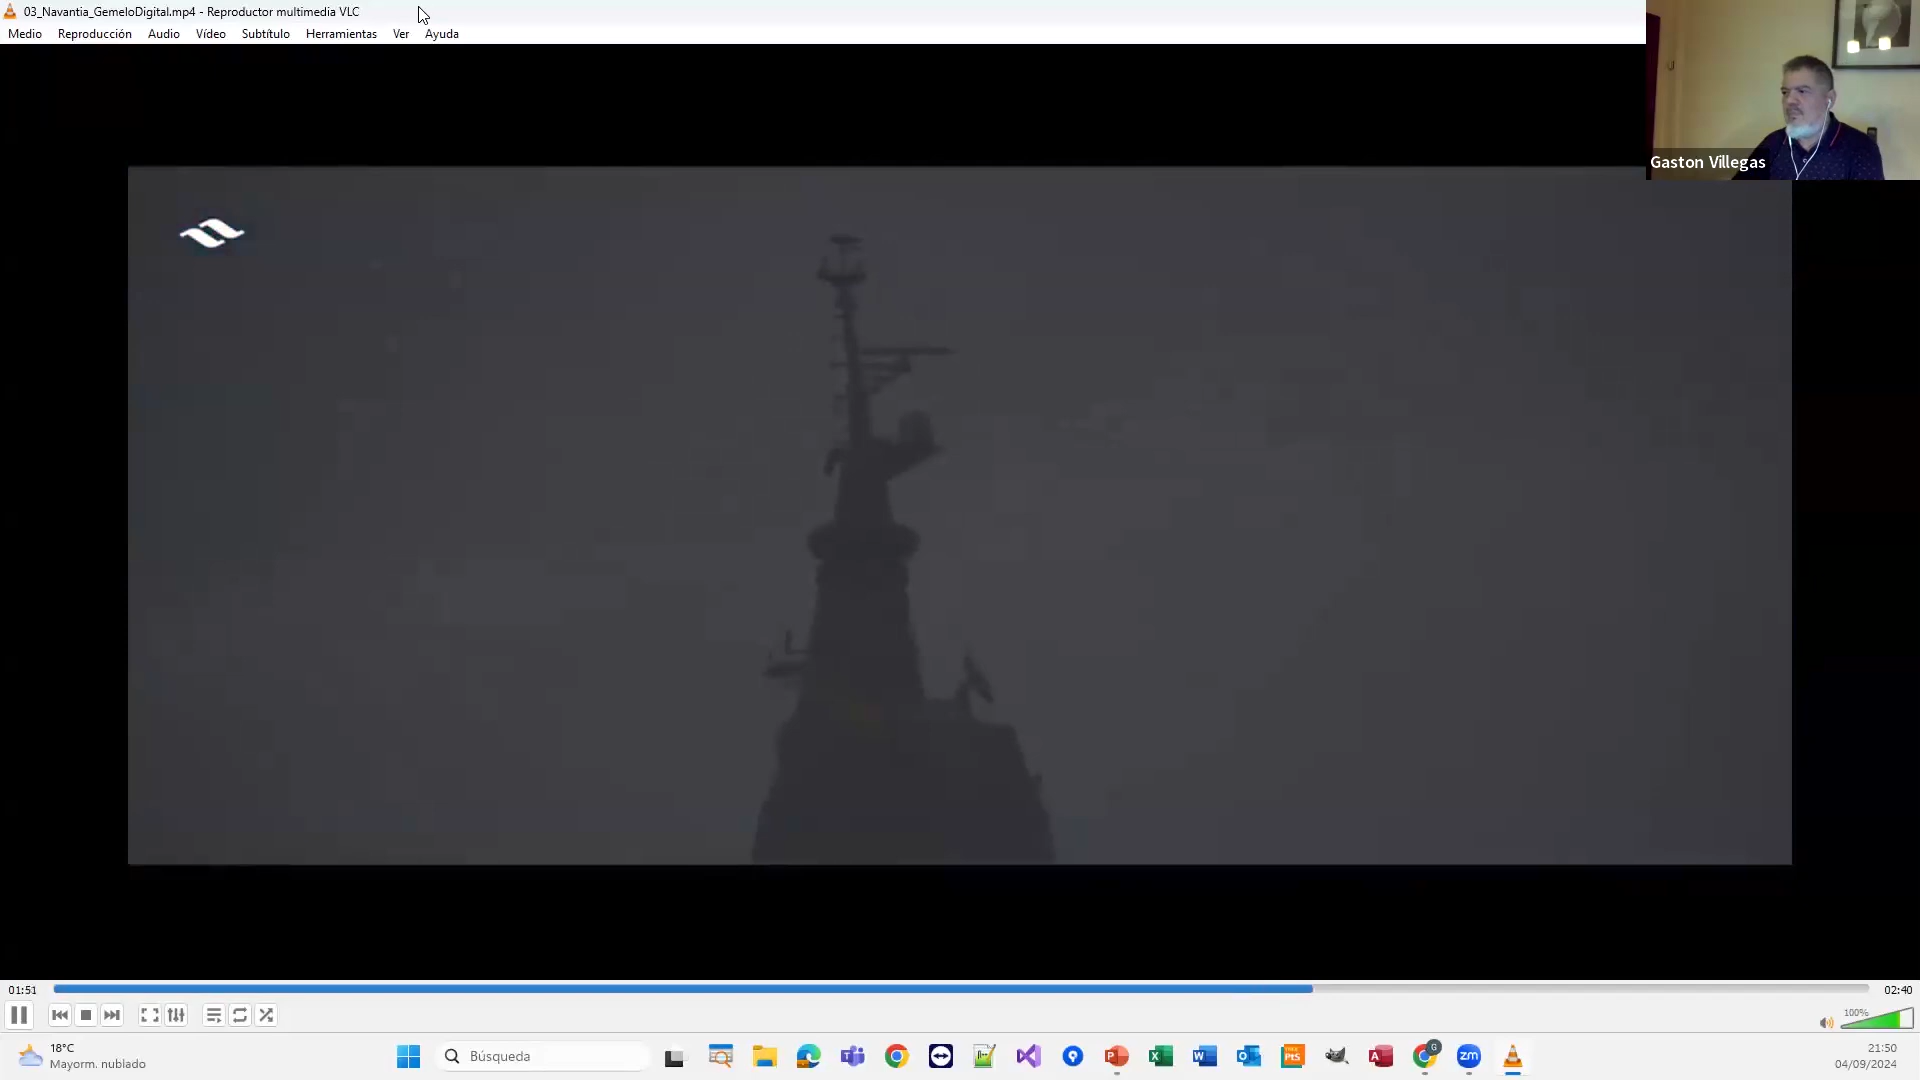 03_Navantia_GemeloDigital.mp4 - Reproductor multimedia VLC
Medio Reproducción Audio Vídeo Subtítulo Herramientas Ver Ayuda
Gaston Villegas
01:51
02:40
100%
18°C
Mayorm. nublado
Búsqueda
21:50
04/09/2024